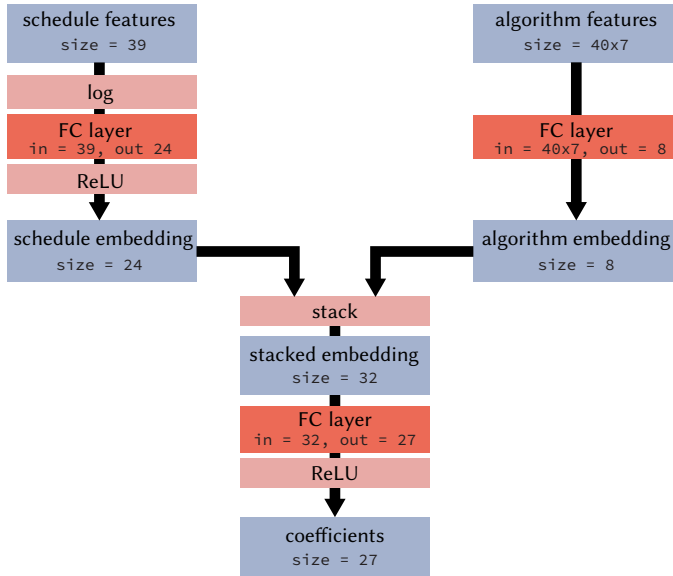 schedule features
size = 39
log
FC layer
in = 39, out 24
ReLU
schedule embedding
size = 24
algorithm features
size = 40x7
FC layer
in = 40x7, out = 8
algorithm embedding
size = 8
stack
stacked embedding
size = 32
FC layer
in = 32, out = 27
ReLU
coefficients
size = 27